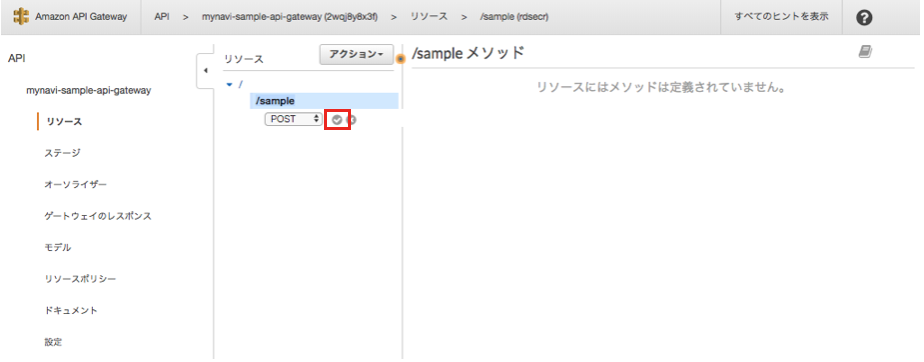 Amazon API Gateway API > mynavi-sample-api-gateway (2wqj8y8x3f) > リソース > /sample (rdsecr) すべてのヒントを表示 ?
API
mynavi-sample-api-gateway
リソース
ステージ
オーソライザー
ゲートウェイのレスポンス
モデル
リソースポリシー
ドキュメント
設定
リソース アクション
/
/sample
POST
/sample メソッド
リソースにはメソッドは定義されていません。